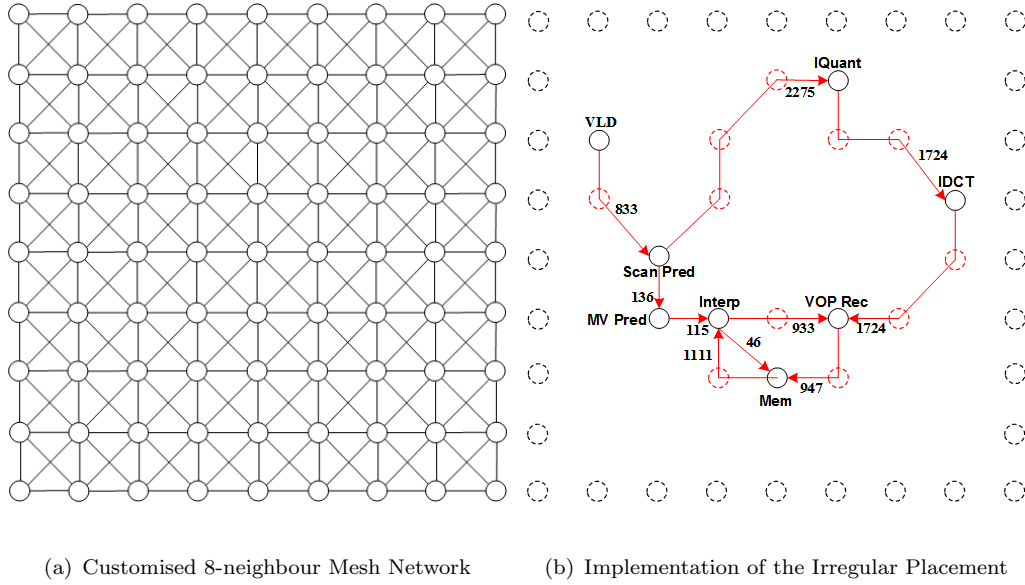 IQuant
2275
VLD
1724
IDCT
833
Scan Pred
136
Interp
VOP Rec
MV Pred
115
933
1724
46
1111
947
Mem
(a) Customised 8-neighbour Mesh Network
(b) Implementation of the Irregular Placement